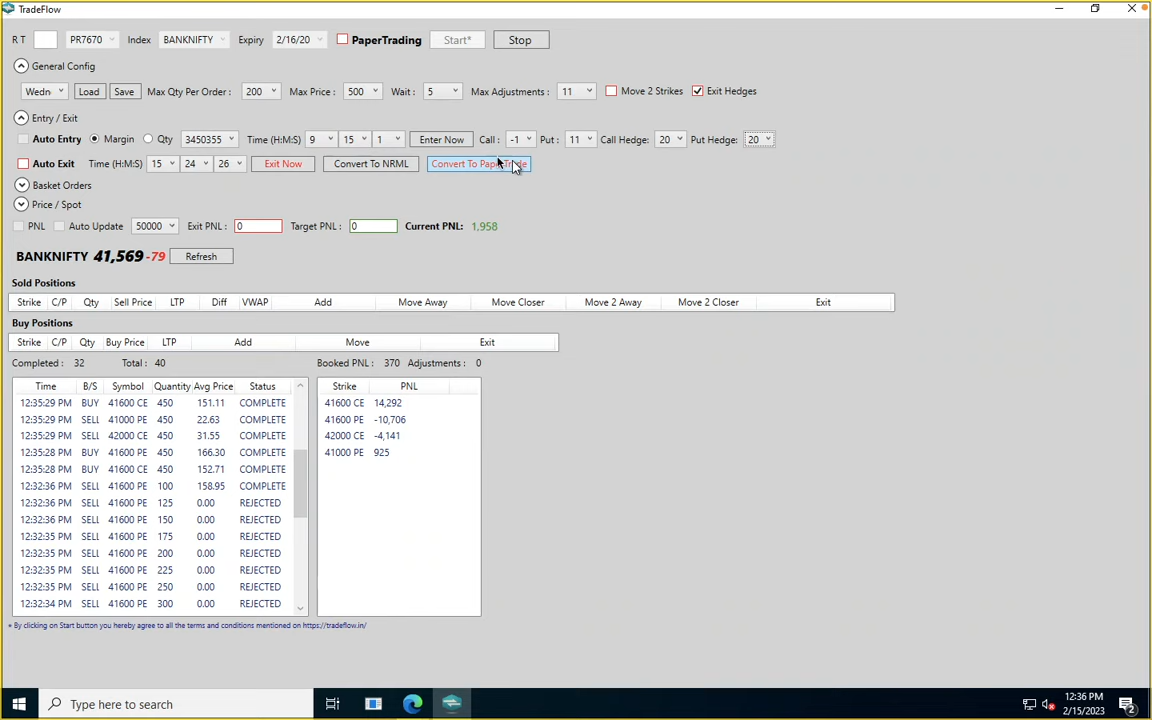 TradeFlow
R T PR7670 Index BANKNIFTY Expiry 2/16/20 PaperTrading Start* Stop
General Config
Wedn Load Save Max Qty Per Order : 200 Max Price : 500 Wait : 5 Max Adjustments : 11 Move 2 Strikes Exit Hedges
Entry / Exit
Auto Entry Margin Qty 3450355 Time (H:M:S) 9 15 1 Enter Now Call : -1 Put : 11 Call Hedge: 20 Put Hedge: 20
Auto Exit Time (H:M:S) 15 24 26 Exit Now Convert To NRML Convert To PaperTrade
Basket Orders
Price / Spot
PNL Auto Update 50000 Exit PNL : 0 Target PNL : 0 Current PNL: 1,958
BANKNIFTY 41,569 -79 Refresh
Sold Positions
Strike C/P Qty Sell Price LTP Diff VWAP Add Move Away Move Closer Move 2 Away Move 2 Closer Exit
Buy Positions
Strike C/P Qty Buy Price LTP Add Move Exit
Completed : 32 Total : 40 Booked PNL : 370 Adjustments : 0
Time B/S Symbol Quantity Avg Price Status Strike PNL
12:35:29 PM BUY 41600 CE 450 151.11 COMPLETE 41600 CE 14,292
12:35:29 PM SELL 41000 PE 450 22.63 COMPLETE 41600 PE -10,706
12:35:29 PM SELL 42000 CE 450 31.55 COMPLETE 42000 CE -4,141
12:35:28 PM BUY 41600 PE 450 166.30 COMPLETE 41000 PE 925
12:35:28 PM BUY 41600 CE 450 152.71 COMPLETE
12:32:36 PM SELL 41600 PE 100 158.95 COMPLETE
12:32:36 PM SELL 41600 PE 125 0.00 REJECTED
12:32:36 PM SELL 41600 PE 150 0.00 REJECTED
12:32:35 PM SELL 41600 PE 175 0.00 REJECTED
12:32:35 PM SELL 41600 PE 200 0.00 REJECTED
12:32:35 PM SELL 41600 PE 225 0.00 REJECTED
12:32:35 PM SELL 41600 PE 250 0.00 REJECTED
12:32:34 PM SELL 41600 PE 300 0.00 REJECTED
* By clicking on Start button you hereby agree to all the terms and conditions mentioned on https://tradeflow.in/
Type here to search
12:36 PM
2/15/2023
2